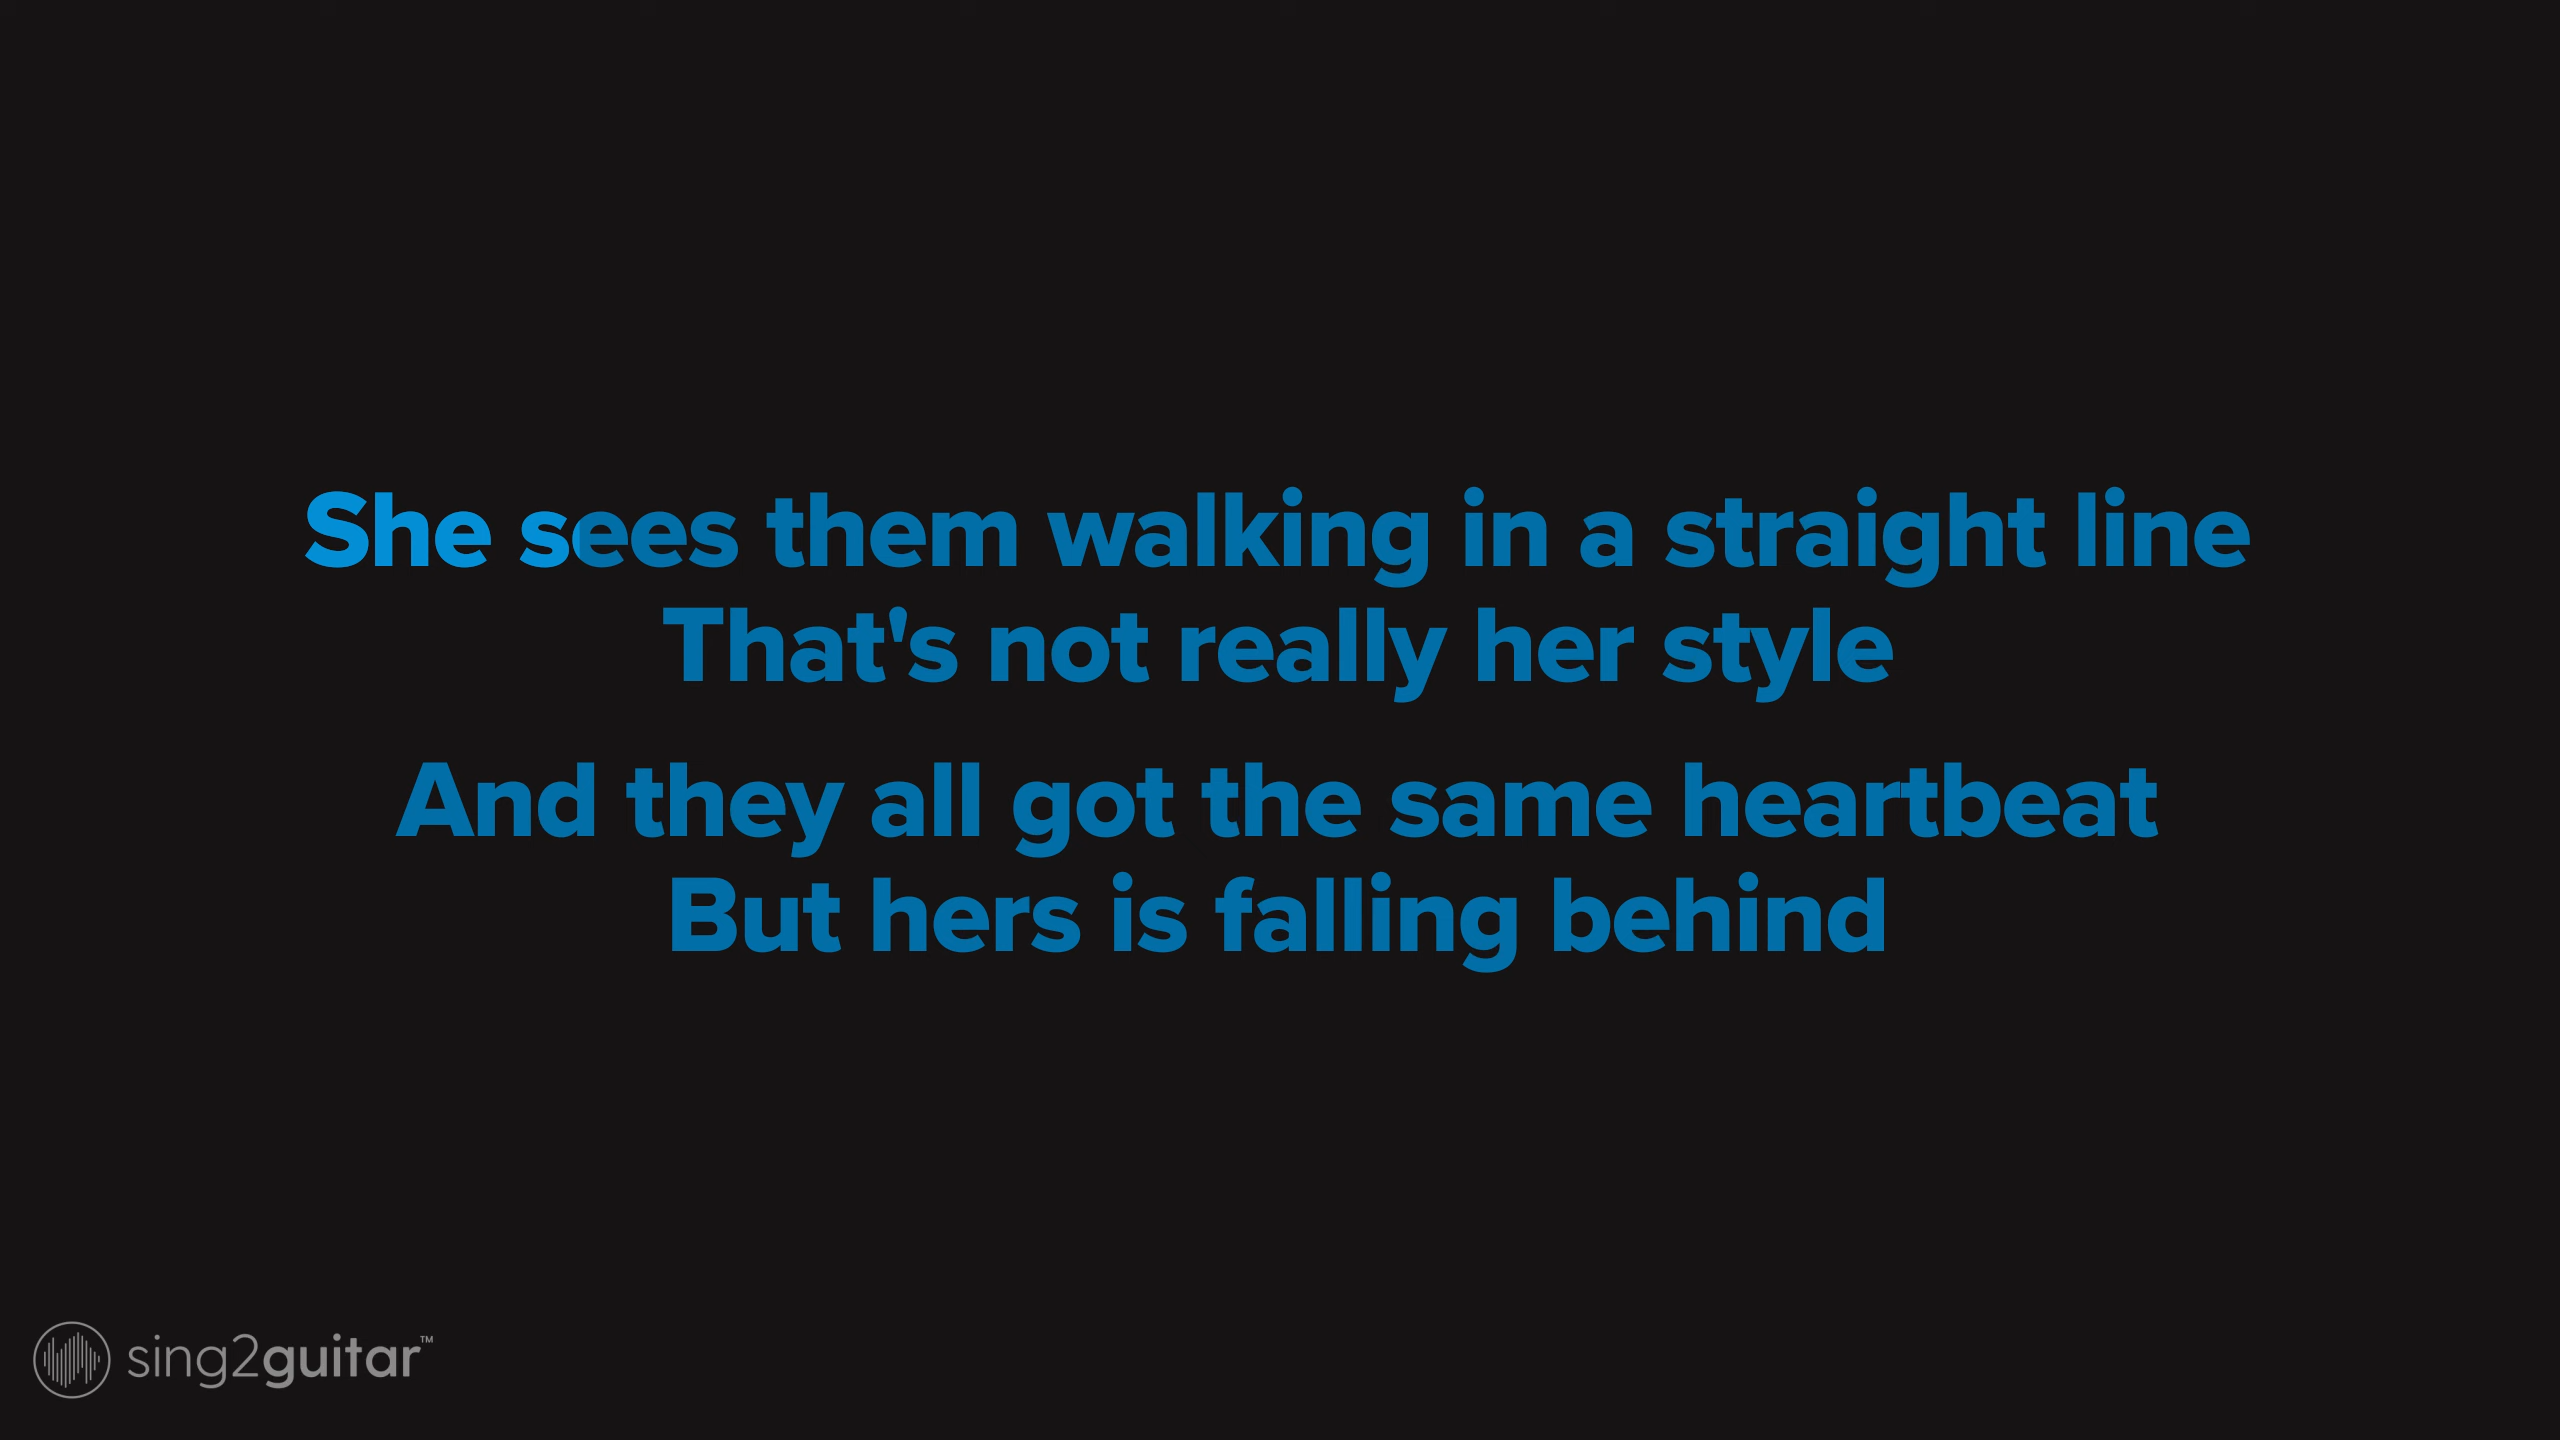 She sees them walking in a straight line
That's not really her style
And they all got the same heartbeat
But hers is falling behind
sing2guitar™